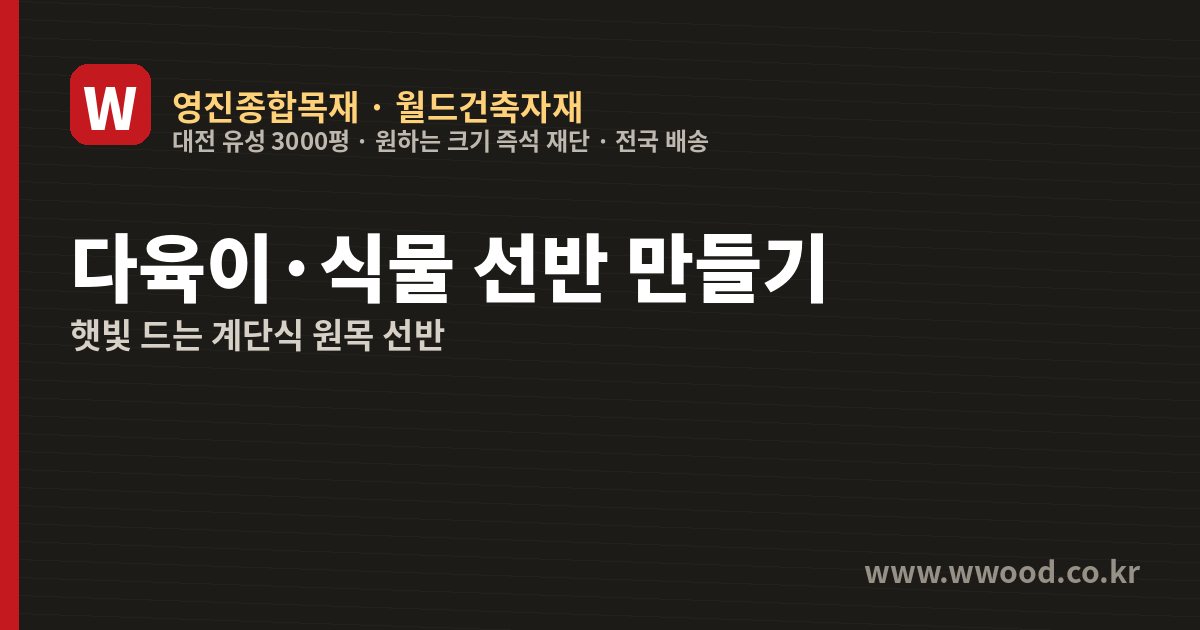 W
영진종합목재 · 월드건축자재
대전 유성 3000평 · 원하는 크기 즉석 재단 · 전국 배송
다육이·식물 선반 만들기
햇빛 드는 계단식 원목 선반
www.wwood.co.kr